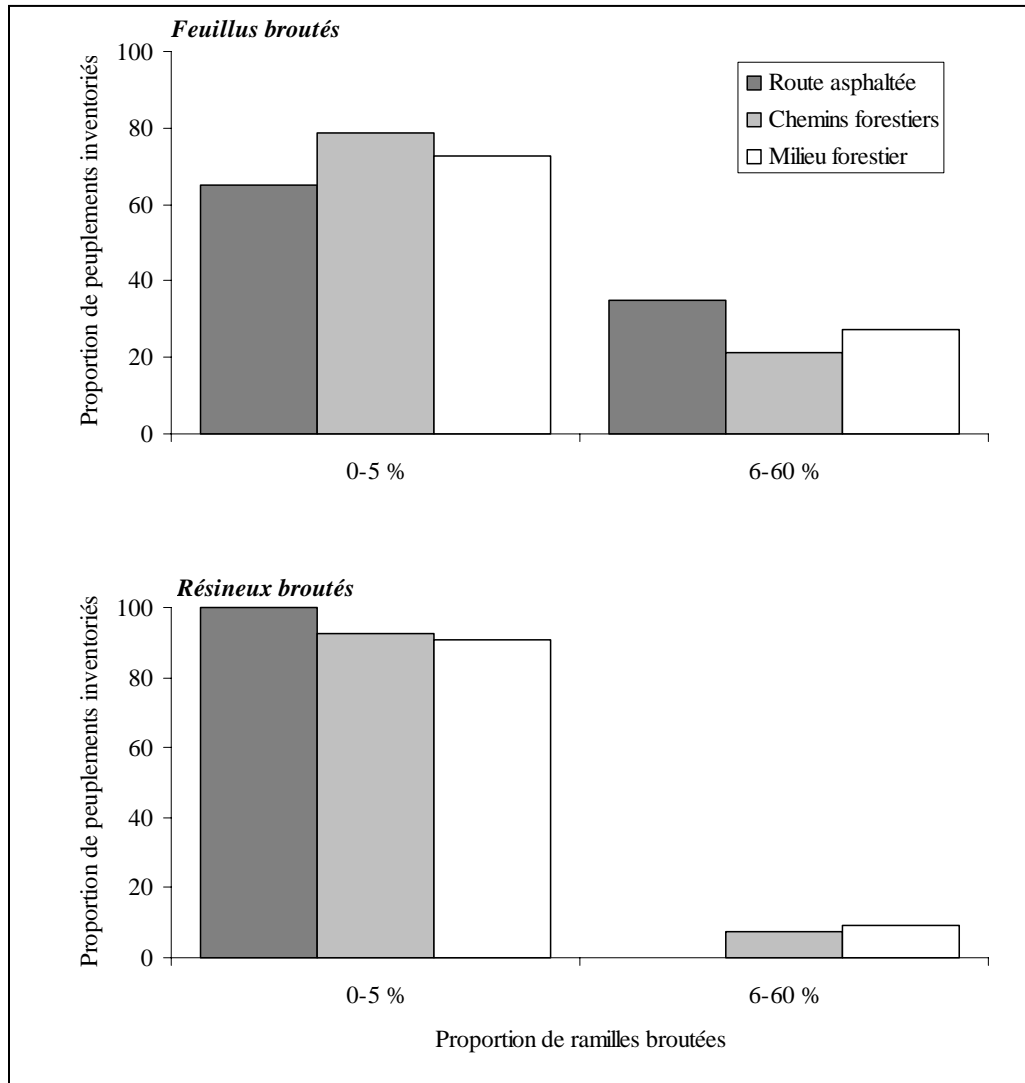 Feuillus broutés
Proportion de peuplements inventoriés
100
80
60
40
20
0
Route asphaltée
Chemins forestiers
Milieu forestier
0-5 %
6-60 %
Résineux broutés
Proportion de peuplements inventoriés
100
80
60
40
20
0
0-5 %
6-60 %
Proportion de ramilles broutées